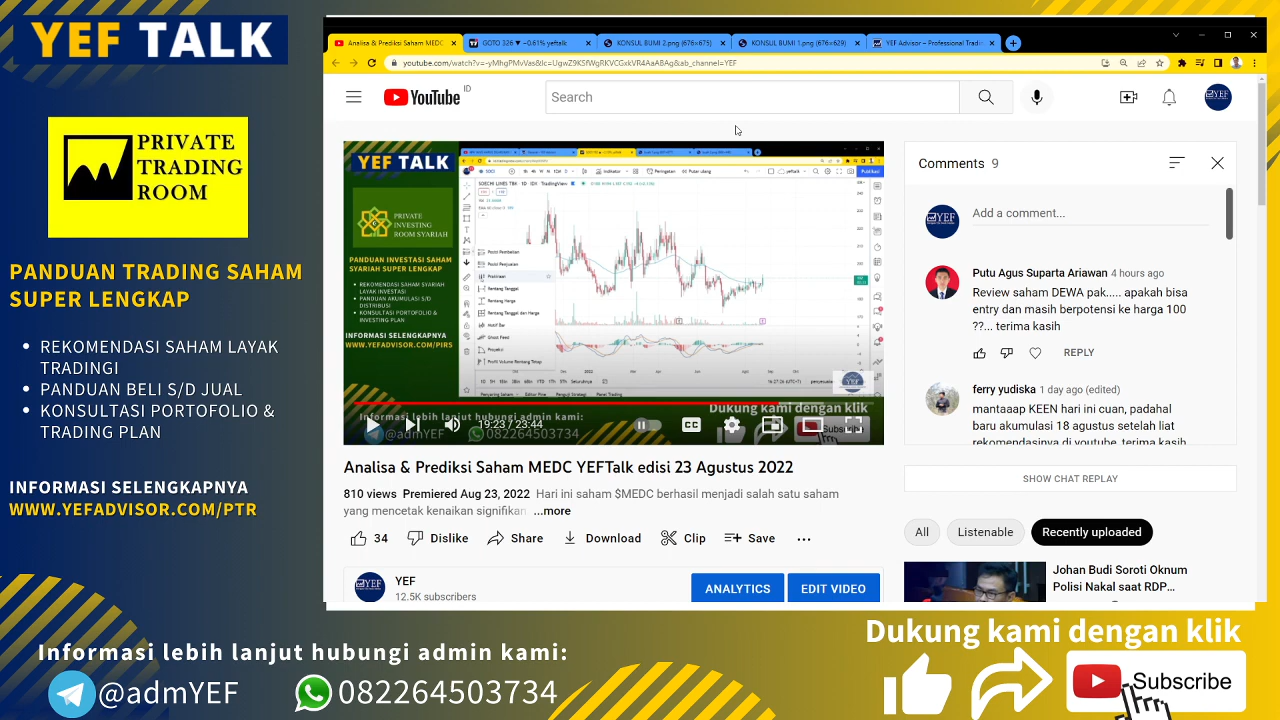 YEF TALK
PRIVATE
TRADING
ROOM
PANDUAN TRADING SAHAM
SUPER LENGKAP
REKOMENDASI SAHAM LAYAK
TRADINGI
PANDUAN BELI S/D JUAL
KONSULTASI PORTOFOLIO &
TRADING PLAN
INFORMASI SELENGKAPNYA
WWW.YEFADVISOR.COM/PTR
Analisa & Prediksi Saham MEDC
GOTO 326 ▼ −0.61% yeftalk
KONSUL BUMI 2.png (676×675)
KONSUL BUMI 1.png (676×629)
YEF Advisor – Professional Tradin
YouTube ID
Search
YEF TALK
PRIVATE
INVESTING
ROOM SYARIAH
PANDUAN INVESTASI SAHAM
SYARIAH SUPER LENGKAP
REKOMENDASI SAHAM SYARIAH
LAYAK INVESTASI
PANDUAN AKUMULASI S/D
DISTRIBUSI
KONSULTASI PORTOFOLIO &
INVESTING PLAN
INFORMASI SELENGKAPNYA
WWW.YEFADVISOR.COM/PIRS
Informasi lebih lanjut hubungi admin kami:
Dukung kami dengan klik
@admYEF
082264503734
19:23 / 23:44
CC
Analisa & Prediksi Saham MEDC YEFTalk edisi 23 Agustus 2022
810 views Premiered Aug 23, 2022 Hari ini saham $MEDC berhasil menjadi salah satu saham
yang mencetak kenaikan signifikan ...more
34 Dislike Share Download Clip Save
YEF
12.5K subscribers
ANALYTICS
EDIT VIDEO
Comments 9
Add a comment...
Putu Agus Suparta Ariawan 4 hours ago
Review saham DEWA pak..... apakah bisa
entry dan masih berpotensi ke harga 100
??... terima kasih
REPLY
ferry yudiska 1 day ago (edited)
mantaaap KEEN hari ini cuan, padahal
baru akumulasi 18 agustus setelah liat
rekomendasinya di youtube, terima kasih
SHOW CHAT REPLAY
All
Listenable
Recently uploaded
Johan Budi Soroti Oknum
Polisi Nakal saat RDP...
Informasi lebih lanjut hubungi admin kami:
@admYEF
082264503734
Dukung kami dengan klik
Subscribe